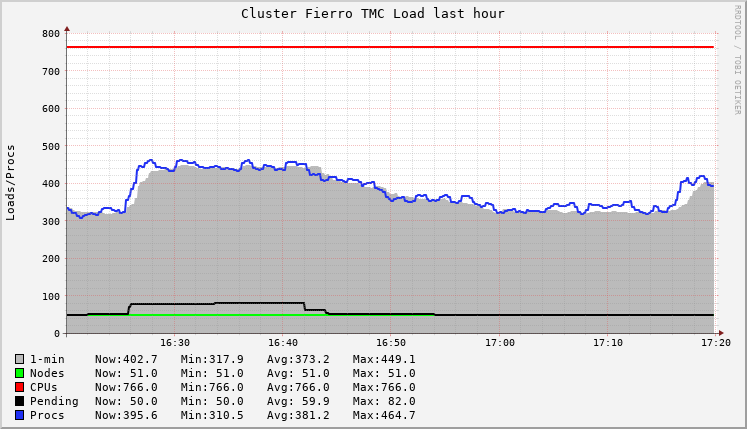 Cluster Fierro TMC Load last hour
RRDTOOL / TOBI OETIKER
Loads/Procs
800
700
600
500
400
300
200
100
0
16:30 16:40 16:50 17:00 17:10 17:20
1-min Now:402.7 Min:317.9 Avg:373.2 Max:449.1
Nodes Now: 51.0 Min: 51.0 Avg: 51.0 Max: 51.0
CPUs Now:766.0 Min:766.0 Avg:766.0 Max:766.0
Pending Now: 50.0 Min: 50.0 Avg: 59.9 Max: 82.0
Procs Now:395.6 Min:310.5 Avg:381.2 Max:464.7